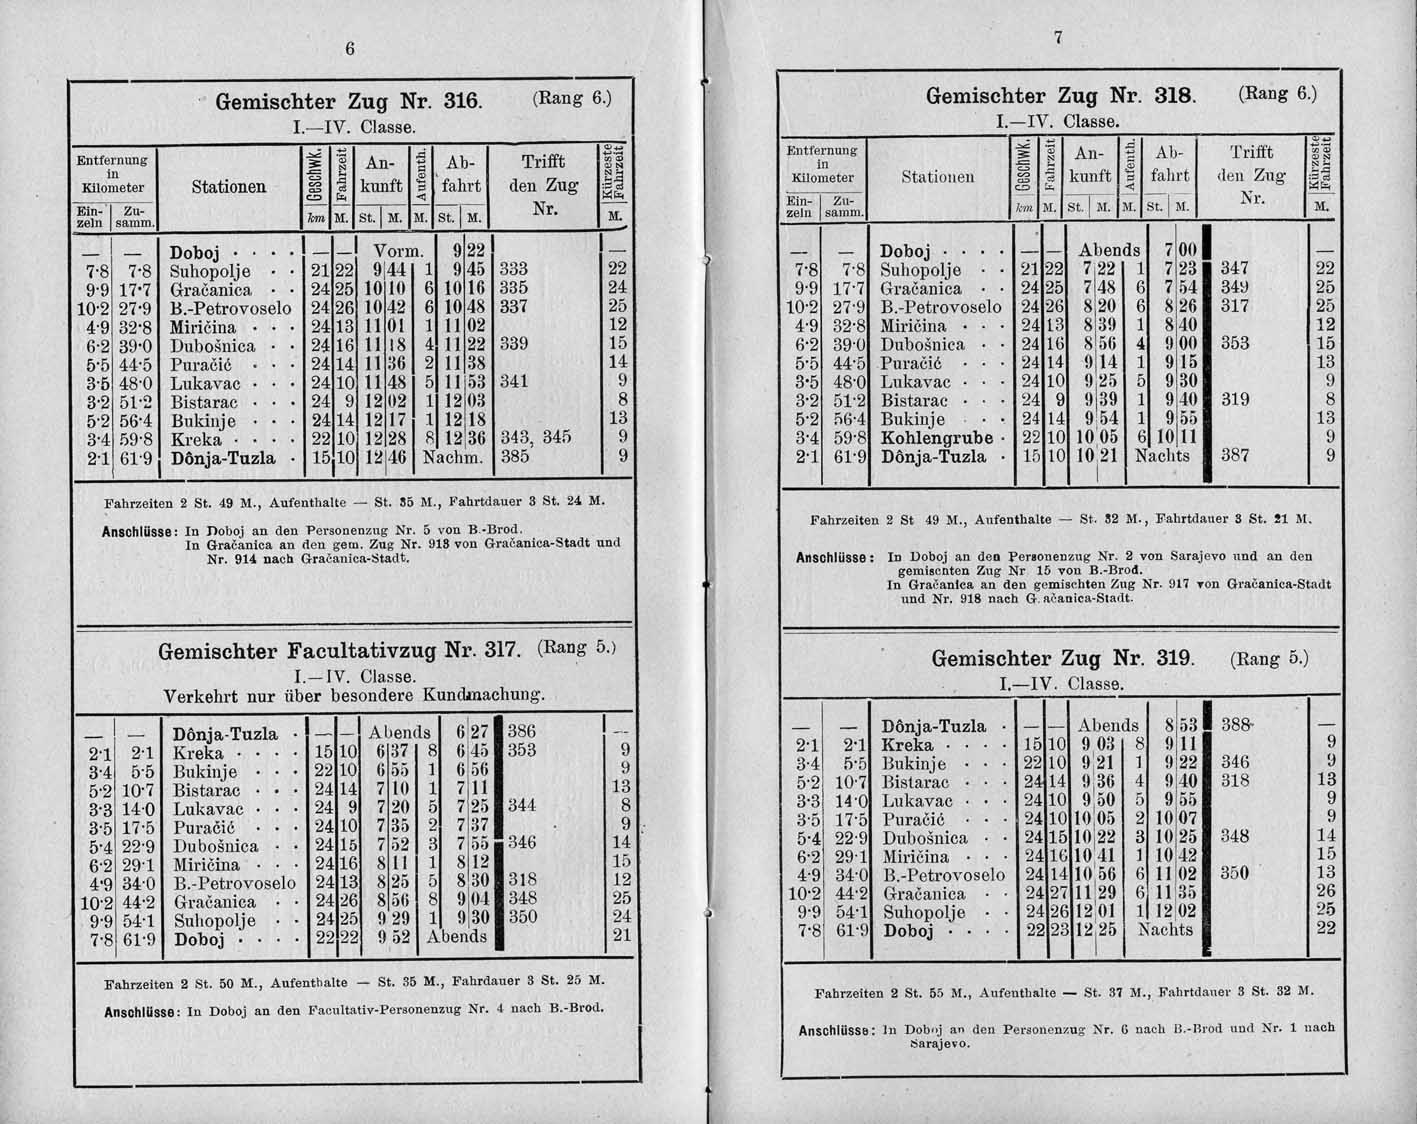 6
Gemischter Zug Nr. 316. (Rang 6.)
I.—IV. Classe.
Entfernung in Kilometer | Stationen | Geschwk. | Fahrzeit | An-kunft | Aufenth. | Ab-fahrt | Trifft den Zug Nr. | Kürzeste Fahrzeit
Ein-zeln | Zu-samm. | km | M. | St. | M. | M. | St. | M. | M.
— — Doboj · · · · — — Vorm. 9 22 —
7·8 7·8 Suhopolje · · 21 22 9 44 1 9 45 333 22
9·9 17·7 Gračanica · · 24 25 10 10 6 10 16 335 24
10·2 27·9 B.-Petrovoselo 24 26 10 42 6 10 48 337 25
4·9 32·8 Miričina · · · 24 13 11 01 1 11 02 12
6·2 39·0 Dubošnica · · 24 16 11 18 4 11 22 339 15
5·5 44·5 Puračić · · · 24 14 11 36 2 11 38 14
3·5 48·0 Lukavac · · · 24 10 11 48 5 11 53 341 9
3·2 51·2 Bistarac · · · 24 9 12 02 1 12 03 8
5·2 56·4 Bukinje · · · 24 14 12 17 1 12 18 13
3·4 59·8 Kreka · · · · 22 10 12 28 8 12 36 343, 345 9
2·1 61·9 Dônja-Tuzla · 15 10 12 46 Nachm. 385 9
Fahrzeiten 2 St. 49 M., Aufenthalte — St. 35 M., Fahrtdauer 3 St. 24 M.
Anschlüsse: In Doboj an den Personenzug Nr. 5 von B.-Brod.
In Gračanica an den gem. Zug Nr. 913 von Gračanica-Stadt und
Nr. 914 nach Gračanica-Stadt.
Gemischter Facultativzug Nr. 317. (Rang 5.)
I.—IV. Classe.
Verkehrt nur über besondere Kundmachung.
— — Dônja-Tuzla · — — Abends 6 27 386 —
2·1 2·1 Kreka · · · · 15 10 6 37 8 6 45 353 9
3·4 5·5 Bukinje · · · 22 10 6 55 1 6 56 9
5·2 10·7 Bistarac · · · 24 14 7 10 1 7 11 13
3·3 14·0 Lukavac · · · 24 9 7 20 5 7 25 344 8
3·5 17·5 Puračić · · · 24 10 7 35 2 7 37 9
5·4 22·9 Dubošnica · · 24 15 7 52 3 7 55 346 14
6·2 29·1 Miričina · · · 24 16 8 11 1 8 12 15
4·9 34·0 B.-Petrovoselo 24 13 8 25 5 8 30 318 12
10·2 44·2 Gračanica · · 24 26 8 56 8 9 04 348 25
9·9 54·1 Suhopolje · · 24 25 9 29 1 9 30 350 24
7·8 61·9 Doboj · · · · 22 22 9 52 Abends 21
Fahrzeiten 2 St. 50 M., Aufenthalte — St. 35 M., Fahrdauer 3 St. 25 M.
Anschlüsse: In Doboj an den Facultativ-Personenzug Nr. 4 nach B.-Brod.
7
Gemischter Zug Nr. 318. (Rang 6.)
I.—IV. Classe.
Entfernung in Kilometer | Stationen | Geschwk. | Fahrzeit | An-kunft | Aufenth. | Ab-fahrt | Trifft den Zug Nr. | Kürzeste Fahrzeit
Ein-zeln | Zu-samm. | km | M. | St. | M. | M. | St. | M. | M.
— — Doboj · · · · — — Abends 7 00 —
7·8 7·8 Suhopolje · · 21 22 7 22 1 7 23 347 22
9·9 17·7 Gračanica · · 24 25 7 48 6 7 54 349 25
10·2 27·9 B.-Petrovoselo 24 26 8 20 6 8 26 317 25
4·9 32·8 Miričina · · · 24 13 8 39 1 8 40 12
6·2 39·0 Dubošnica · · 24 16 8 56 4 9 00 353 15
5·5 44·5 Puračić · · · 24 14 9 14 1 9 15 13
3·5 48·0 Lukavac · · · 24 10 9 25 5 9 30 9
3·2 51·2 Bistarac · · · 24 9 9 39 1 9 40 319 8
5·2 56·4 Bukinje · · · 24 14 9 54 1 9 55 13
3·4 59·8 Kohlengrube · 22 10 10 05 6 10 11 9
2·1 61·9 Dônja-Tuzla · 15 10 10 21 Nachts 387 9
Fahrzeiten 2 St 49 M., Aufenthalte — St. 32 M., Fahrtdauer 3 St. 21 M.
Anschlüsse: In Doboj an den Personenzug Nr. 2 von Sarajevo und an den
gemischten Zug Nr 15 von B.-Brod.
In Gračanica an den gemischten Zug Nr. 917 von Gračanica-Stadt
und Nr. 918 nach G. ačanica-Stadt.
Gemischter Zug Nr. 319. (Rang 5.)
I.—IV. Classe.
— — Dônja-Tuzla · — — Abends 8 53 388 —
2·1 2·1 Kreka · · · · 15 10 9 03 8 9 11 9
3·4 5·5 Bukinje · · · 22 10 9 21 1 9 22 346 9
5·2 10·7 Bistarac · · · 24 14 9 36 4 9 40 318 13
3·3 14·0 Lukavac · · · 24 10 9 50 5 9 55 9
3·5 17·5 Puračić · · · 24 10 10 05 2 10 07 9
5·4 22·9 Dubošnica · · 24 15 10 22 3 10 25 348 14
6·2 29·1 Miričina · · · 24 16 10 41 1 10 42 15
4·9 34·0 B.-Petrovoselo 24 14 10 56 6 11 02 350 13
10·2 44·2 Gračanica · · 24 27 11 29 6 11 35 26
9·9 54·1 Suhopolje · · 24 26 12 01 1 12 02 25
7·8 61·9 Doboj · · · · 22 23 12 25 Nachts 22
Fahrzeiten 2 St. 55 M., Aufenthalte — St. 37 M., Fahrtdauer 3 St. 32 M.
Anschlüsse: In Doboj an den Personenzug Nr. 6 nach B.-Brod und Nr. 1 nach
Sarajevo.